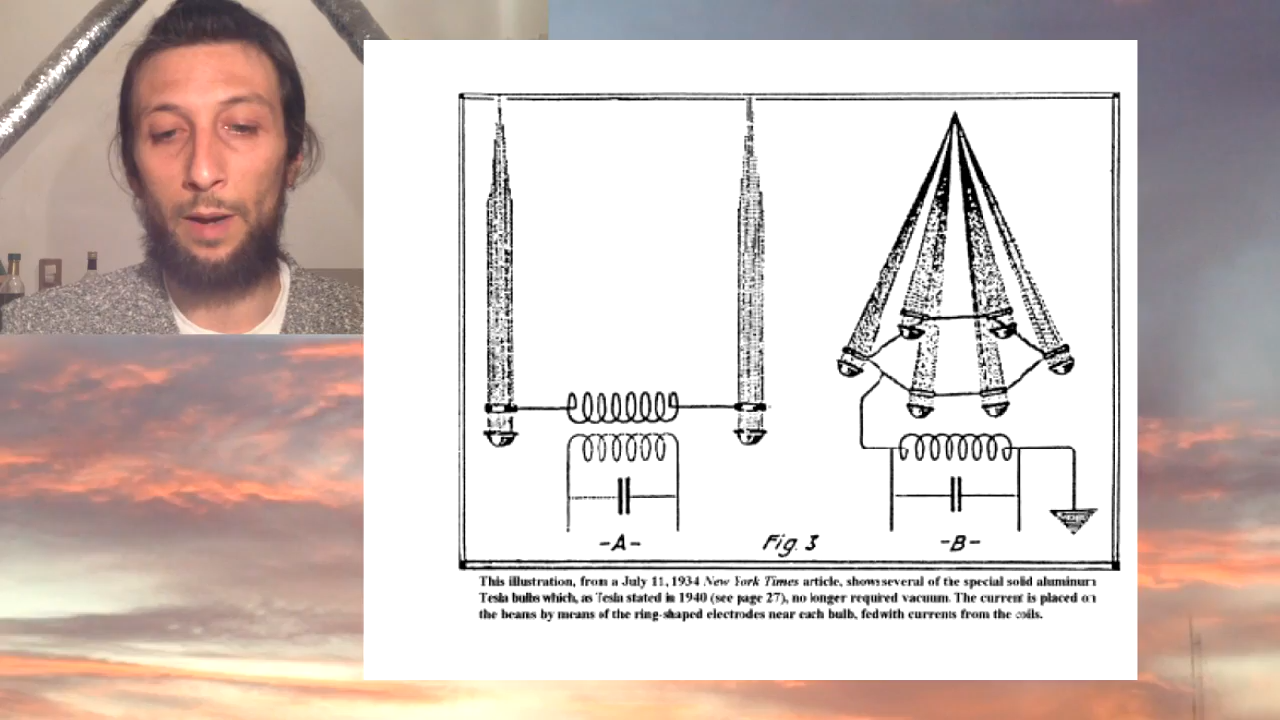 -A-
Fig. 3
-B-
This illustration, from a July 11, 1934 New York Times article, shows several of the special solid aluminum
Tesla bulbs which, as Tesla stated in 1940 (see page 27), no longer required vacuum. The current is placed on
the beams by means of the ring-shaped electrodes near each bulb, fed with currents from the coils.